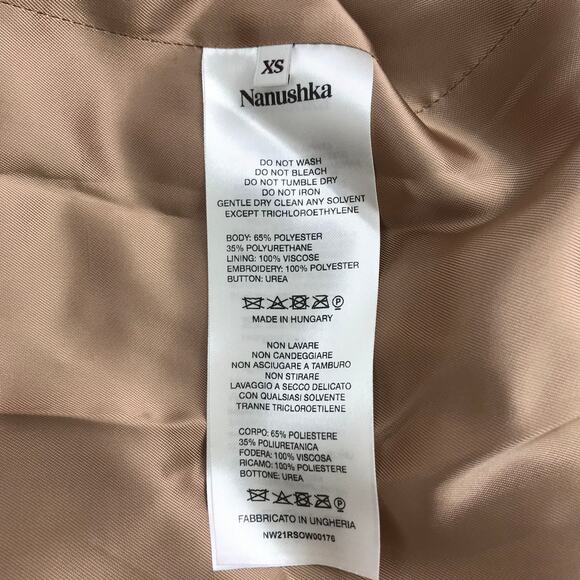 XS
Nanushka
DO NOT WASH
DO NOT BLEACH
DO NOT TUMBLE DRY
DO NOT IRON
GENTLE DRY CLEAN ANY SOLVENT
EXCEPT TRICHLOROETHYLENE
BODY: 65% POLYESTER
35% POLYURETHANE
LINING: 100% VISCOSE
EMBROIDERY: 100% POLYESTER
BUTTON: UREA
P
MADE IN HUNGARY
NON LAVARE
NON CANDEGGIARE
NON ASCIUGARE A TAMBURO
NON STIRARE
LAVAGGIO A SECCO DELICATO
CON QUALSIASI SOLVENTE
TRANNE TRICLOROETILENE
CORPO: 65% POLIESTERE
35% POLIURETANICA
FODERA: 100% VISCOSA
RICAMO: 100% POLIESTERE
BOTTONE: UREA
P
FABBRICATO IN UNGHERIA
NW21RSOW00176